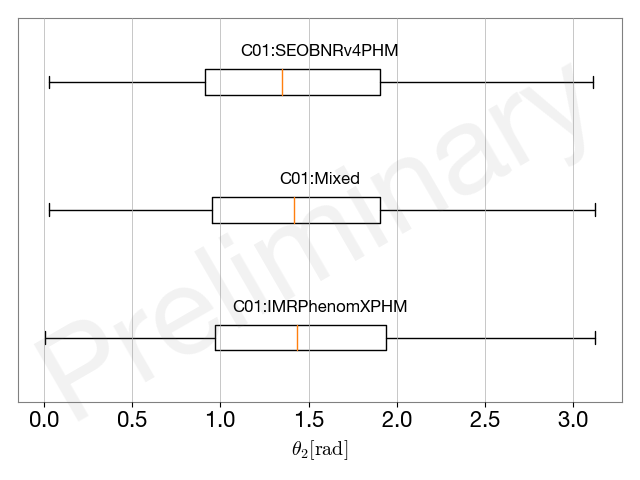 C01:SEOBNRv4PHM
C01:Mixed
C01:IMRPhenomXPHM
Preliminary
0.0 0.5 1.0 1.5 2.0 2.5 3.0
θ₂[rad]